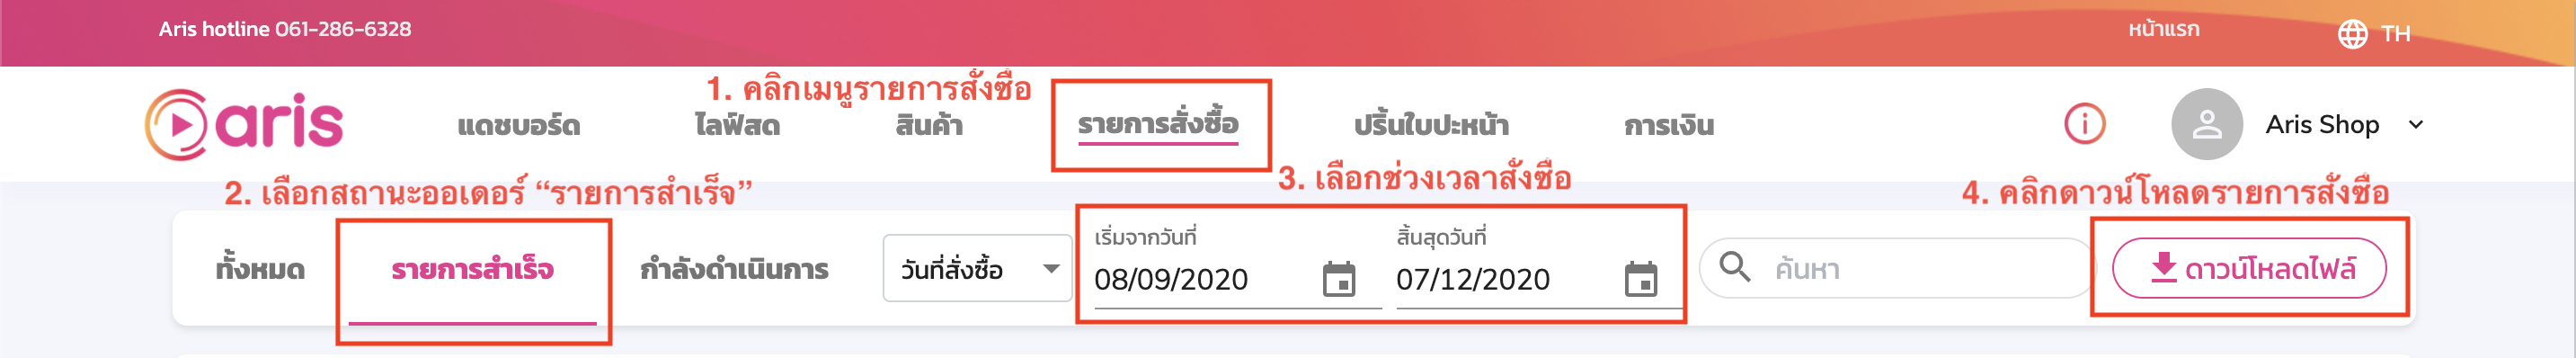 Aris hotline 061-286-6328
หน้าแรก
TH
1. คลิกเมนูรายการสั่งซื้อ
aris
แดชบอร์ด
ไลฟ์สด
สินค้า
รายการสั่งซื้อ
ปริ้นใบปะหน้า
การเงิน
Aris Shop
2. เลือกสถานะออเดอร์ “รายการสำเร็จ”
3. เลือกช่วงเวลาสั่งซื้อ
4. คลิกดาวน์โหลดรายการสั่งซื้อ
ทั้งหมด
รายการสำเร็จ
กำลังดำเนินการ
วันที่สั่งซื้อ
เริ่มจากวันที่
08/09/2020
สิ้นสุดวันที่
07/12/2020
ค้นหา
ดาวน์โหลดไฟล์